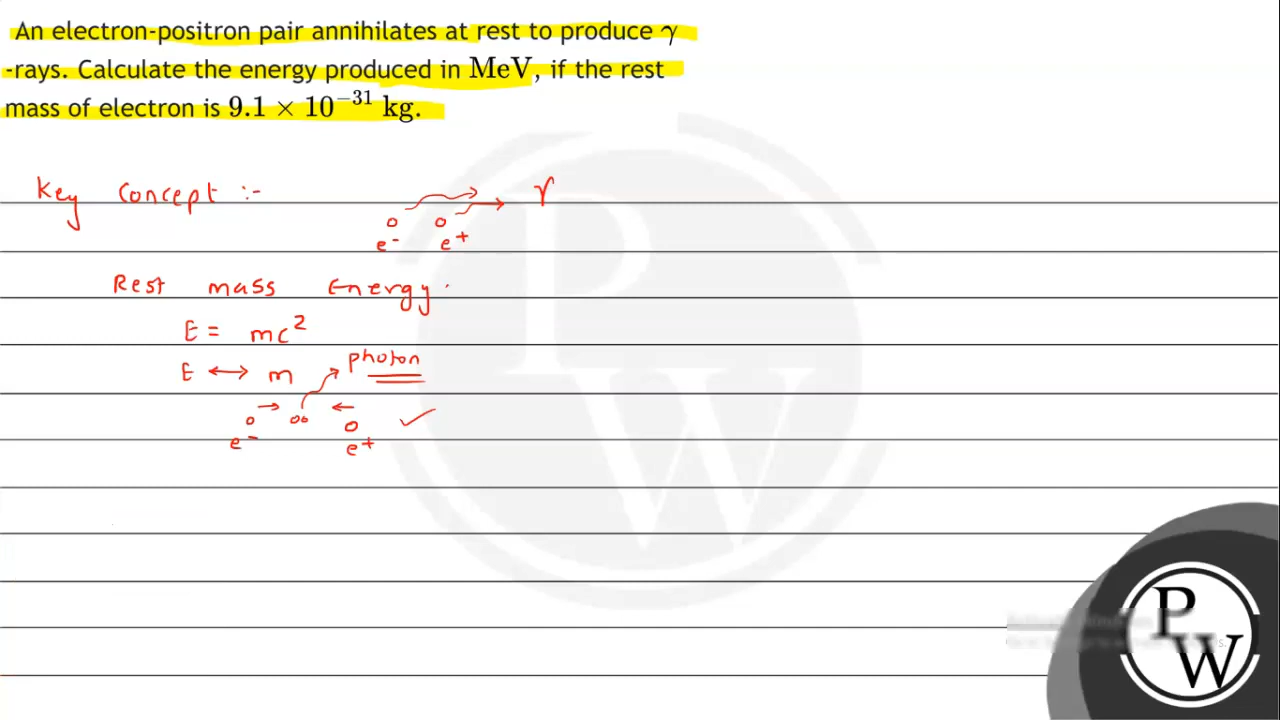 An electron-positron pair annihilates at rest to produce γ
-rays. Calculate the energy produced in MeV, if the rest
mass of electron is 9.1 × 10⁻³¹ kg.
Key Concept :-
γ
e⁻ e⁺
Rest mass Energy.
E = mc²
E ↔ m
photon
e⁻ e⁺
P
W
PW